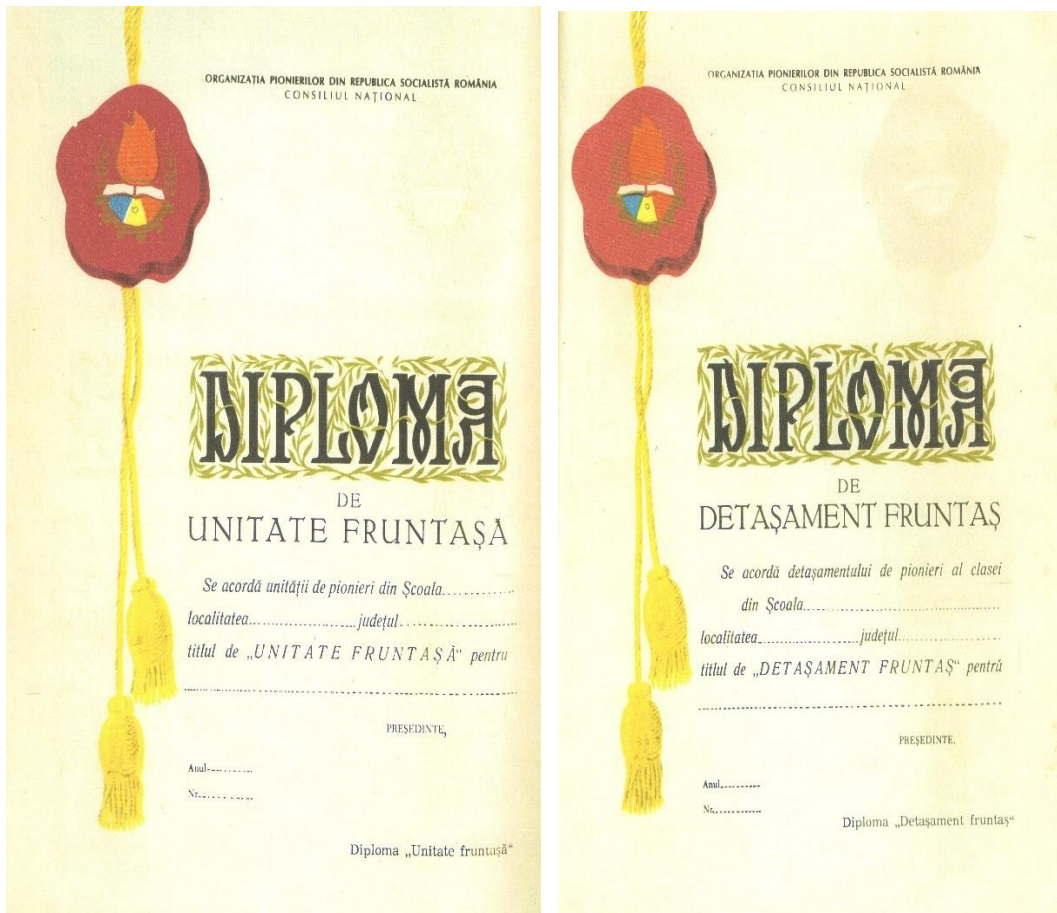 ORGANIZAȚIA PIONIERILOR DIN REPUBLICA SOCIALISTĂ ROMÂNIA
CONSILIUL NAȚIONAL
DIPLOMA
DE
UNITATE FRUNTAȘĂ
Se acordă unității de pionieri din Școala..............
localitatea......................județul........................
titlul de „UNITATE FRUNTAȘĂ“ pentru
................................................................
PREȘEDINTE,
Anul.............
Nr...............
Diploma „Unitate fruntașă“
ORGANIZAȚIA PIONIERILOR DIN REPUBLICA SOCIALISTĂ ROMÂNIA
CONSILIUL NAȚIONAL
DIPLOMA
DE
DETAȘAMENT FRUNTAȘ
Se acordă detașamentului de pionieri al clasei
din Școala..........................................
localitatea.....................județul.....................
titlul de „DETAȘAMENT FRUNTAȘ“ pentru
................................................................
PREȘEDINTE,
Anul...........
Nr..............
Diploma „Detașament fruntaș“